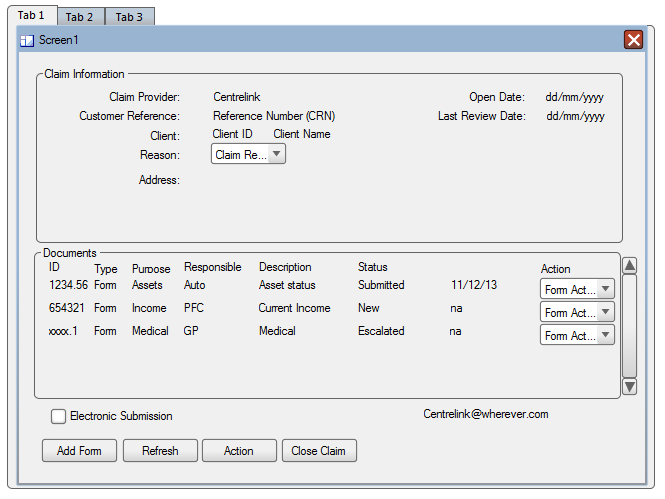 Tab 1 Tab 2 Tab 3
Screen1
Claim Information
Claim Provider: Centrelink Open Date: dd/mm/yyyy
Customer Reference: Reference Number (CRN) Last Review Date: dd/mm/yyyy
Client: Client ID Client Name
Reason: Claim Re...
Address:
Documents
ID Type Purpose Responsible Description Status Action
1234.56 Form Assets Auto Asset status Submitted 11/12/13 Form Act...
654321 Form Income PFC Current Income New na Form Act...
xxxx.1 Form Medical GP Medical Escalated na Form Act...
Electronic Submission Centrelink@wherever.com
Add Form Refresh Action Close Claim